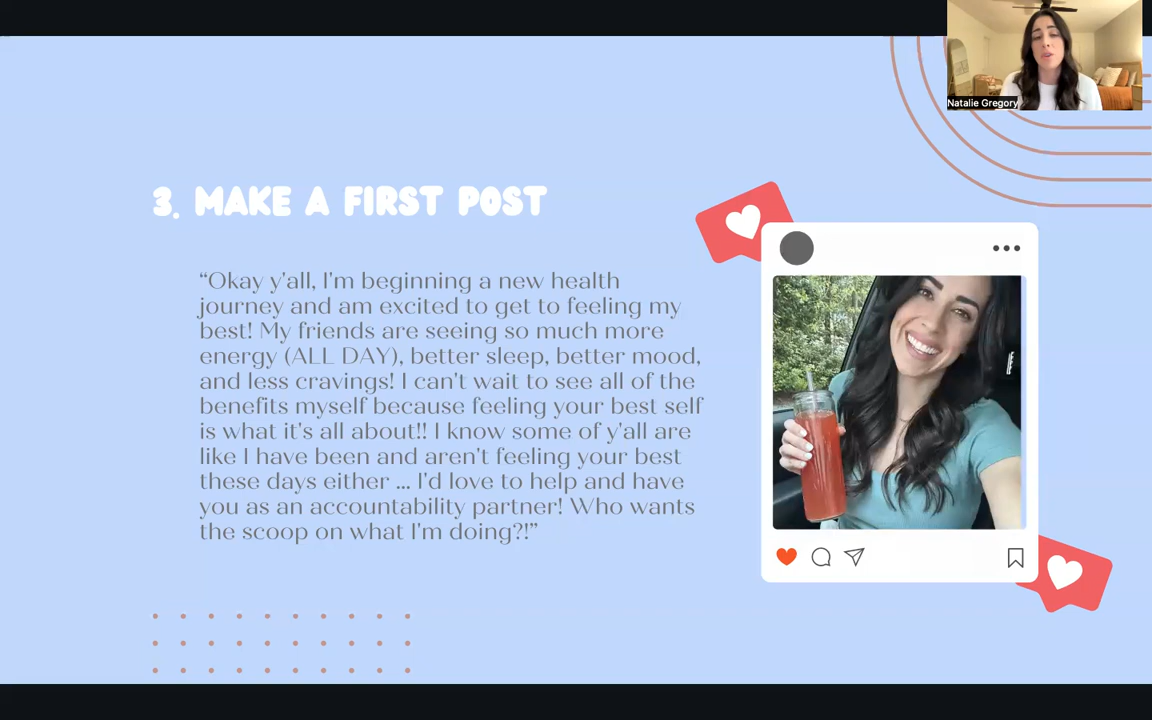 Natalie Gregory
3. MAKE A FIRST POST
“Okay y'all, I'm beginning a new health
journey and am excited to get to feeling my
best! My friends are seeing so much more
energy (ALL DAY), better sleep, better mood,
and less cravings! I can't wait to see all of the
benefits myself because feeling your best self
is what it's all about!! I know some of y'all are
like I have been and aren't feeling your best
these days either ... I'd love to help and have
you as an accountability partner! Who wants
the scoop on what I'm doing?!”